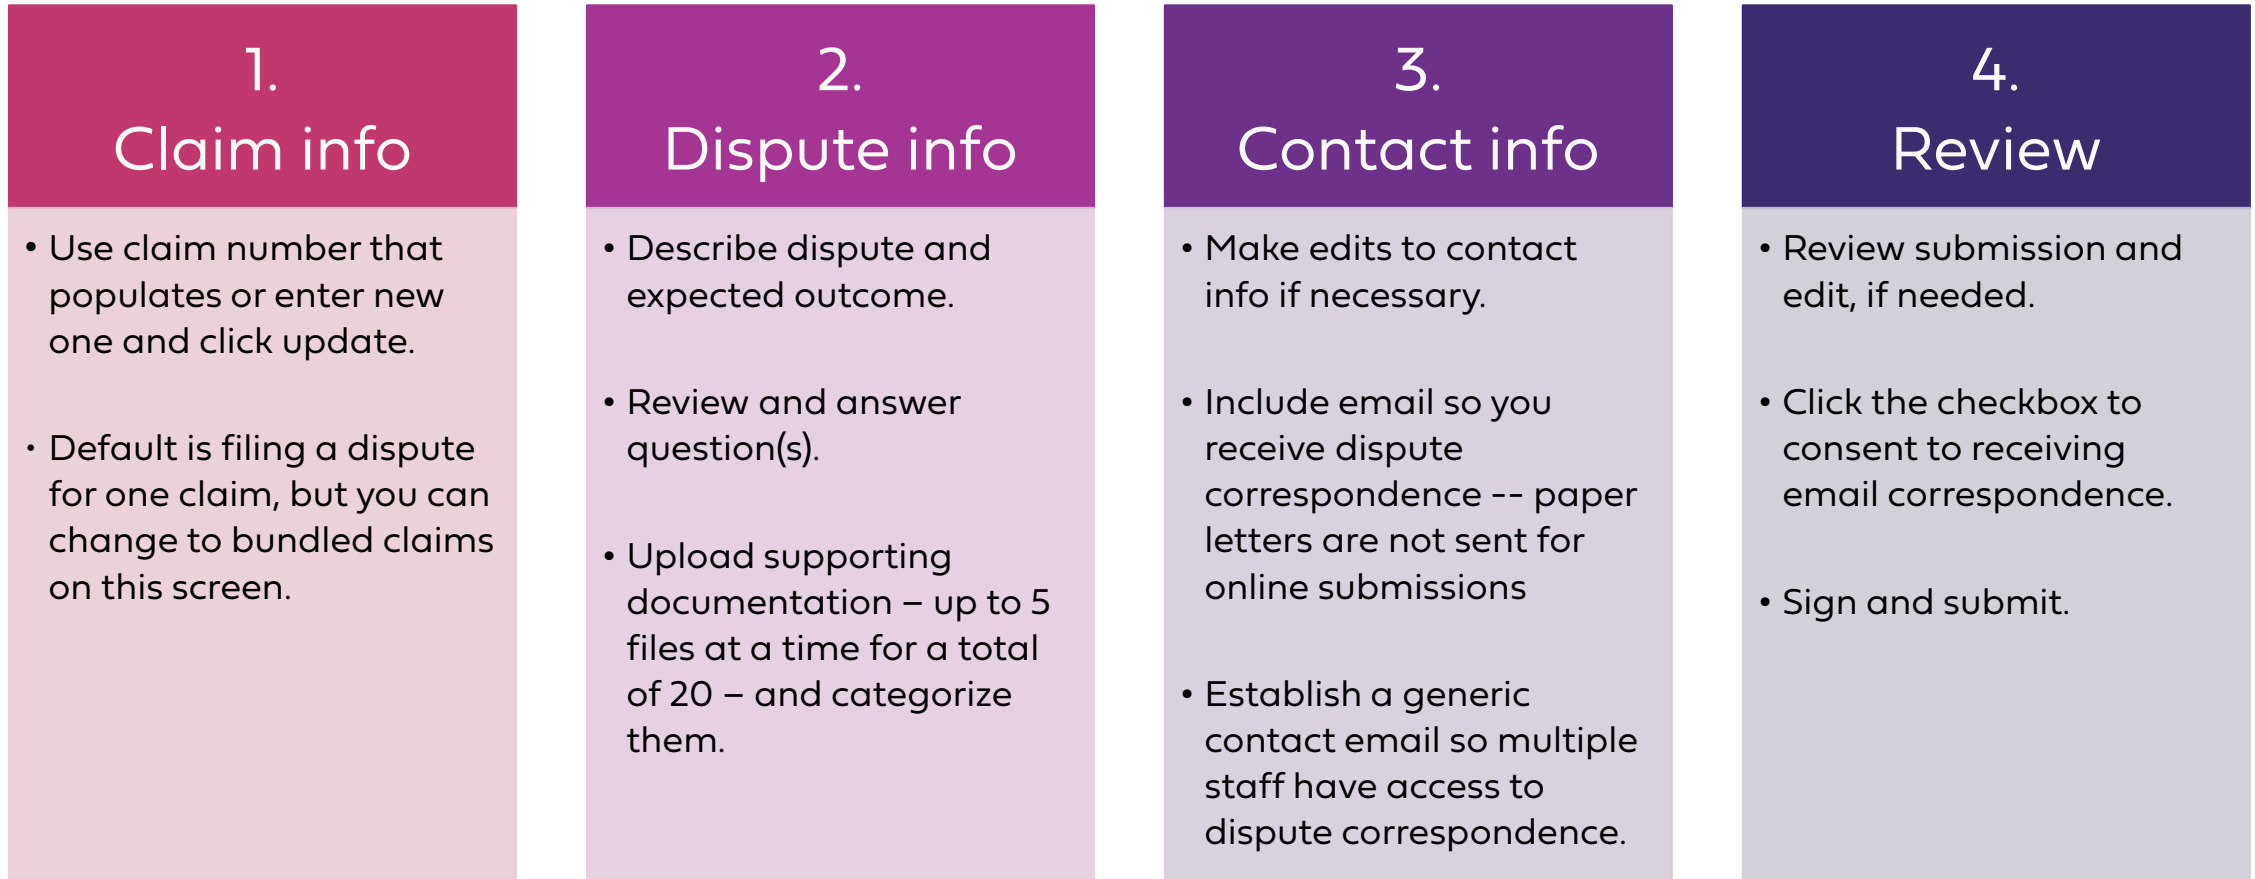 1.
Claim info
• Use claim number that
populates or enter new
one and click update.
• Default is filing a dispute
for one claim, but you can
change to bundled claims
on this screen.
2.
Dispute info
• Describe dispute and
expected outcome.
• Review and answer
question(s).
• Upload supporting
documentation – up to 5
files at a time for a total
of 20 – and categorize
them.
3.
Contact info
• Make edits to contact
info if necessary.
• Include email so you
receive dispute
correspondence -- paper
letters are not sent for
online submissions
• Establish a generic
contact email so multiple
staff have access to
dispute correspondence.
4.
Review
• Review submission and
edit, if needed.
• Click the checkbox to
consent to receiving
email correspondence.
• Sign and submit.